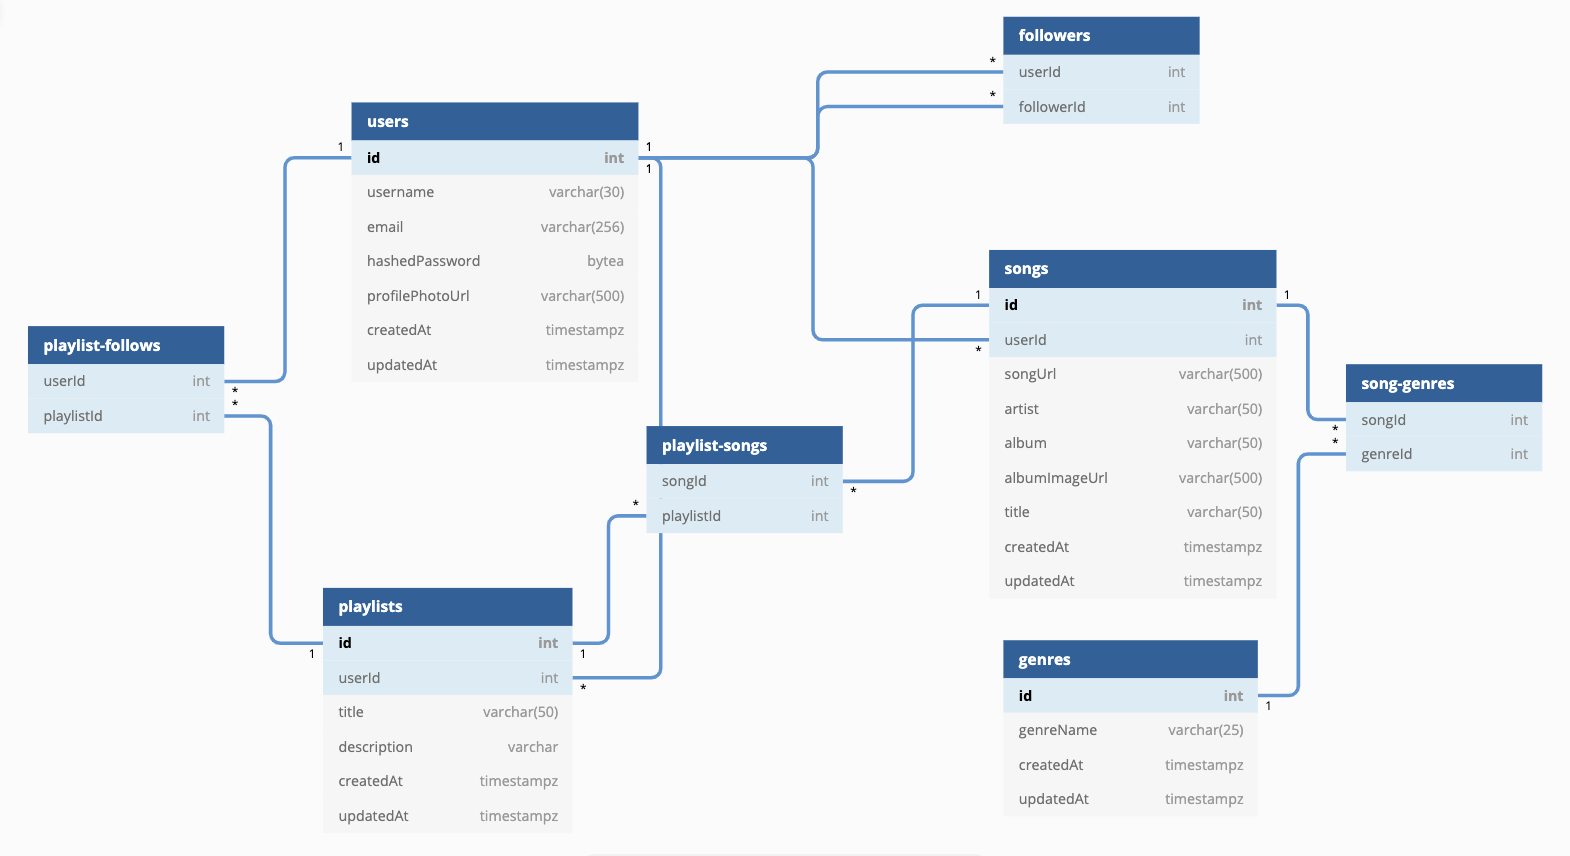 followers
*
userId int
*
followerId int
users
1 id int 1
1
username varchar(30)
email varchar(256)
hashedPassword bytea
profilePhotoUrl varchar(500)
createdAt timestampz
updatedAt timestampz
songs
1 id int 1
userId int
*
songUrl varchar(500)
artist varchar(50)
album varchar(50)
albumImageUrl varchar(500)
title varchar(50)
createdAt timestampz
updatedAt timestampz
playlist-follows
userId int
*
*
playlistId int
song-genres
songId int
*
*
genreId int
playlist-songs
songId int
*
*
playlistId int
playlists
id int
1 1
userId int
*
title varchar(50)
description varchar
createdAt timestampz
updatedAt timestampz
genres
id int
1
genreName varchar(25)
createdAt timestampz
updatedAt timestampz